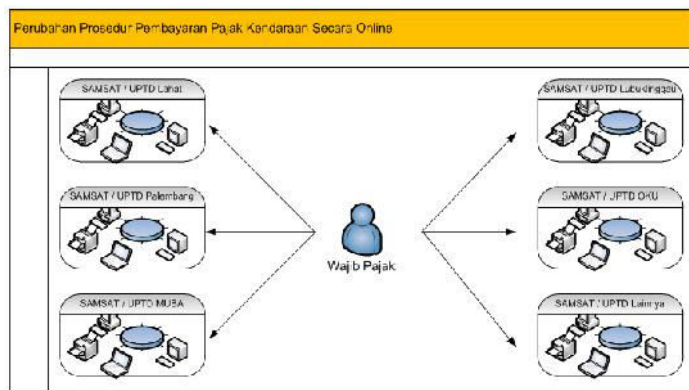 Perubahan Prosedur Pembayaran Pajak Kendaraan Secara Online
SAMSAT / UPTD Lahat
SAMSAT / UPTD Lubuklinggau
SAMSAT / UPTD Palembang
SAMSAT / UPTD OKU
Wajib Pajak
SAMSAT / UPTD MUBA
SAMSAT / UPTD Lainnya